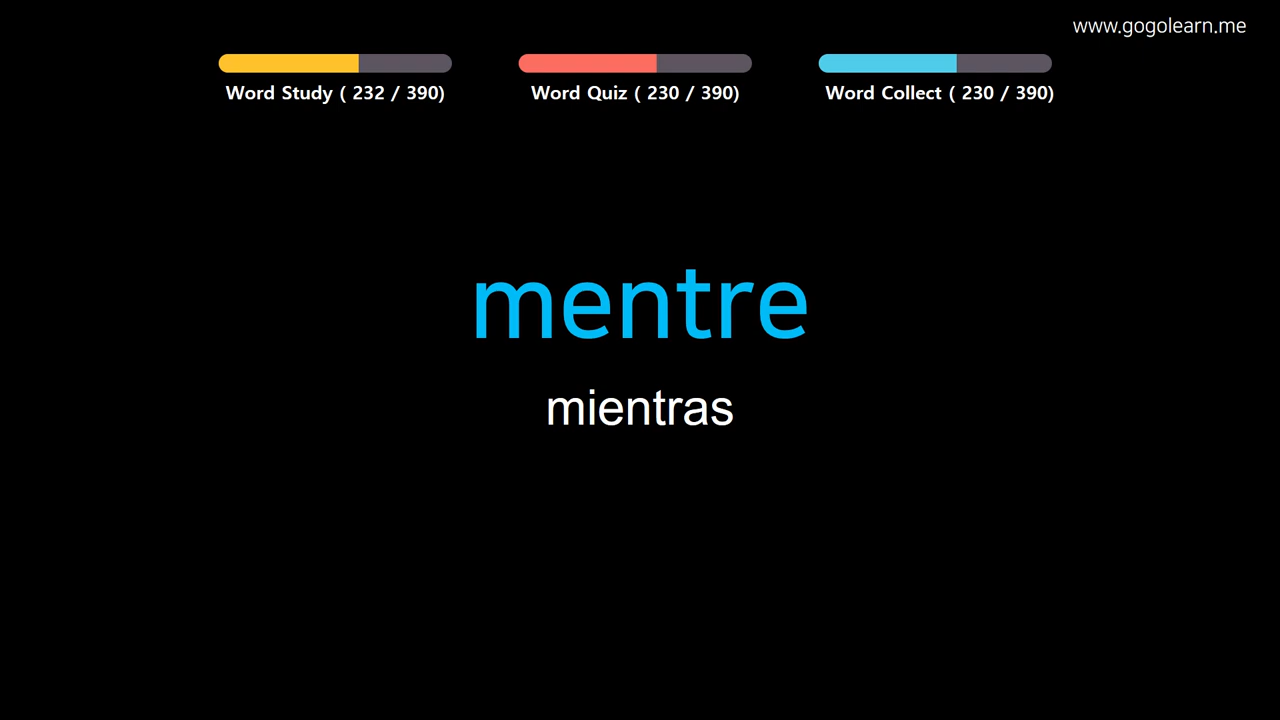 www.gogolearn.me
Word Study ( 232 / 390)
Word Quiz ( 230 / 390)
Word Collect ( 230 / 390)
mentre
mientras